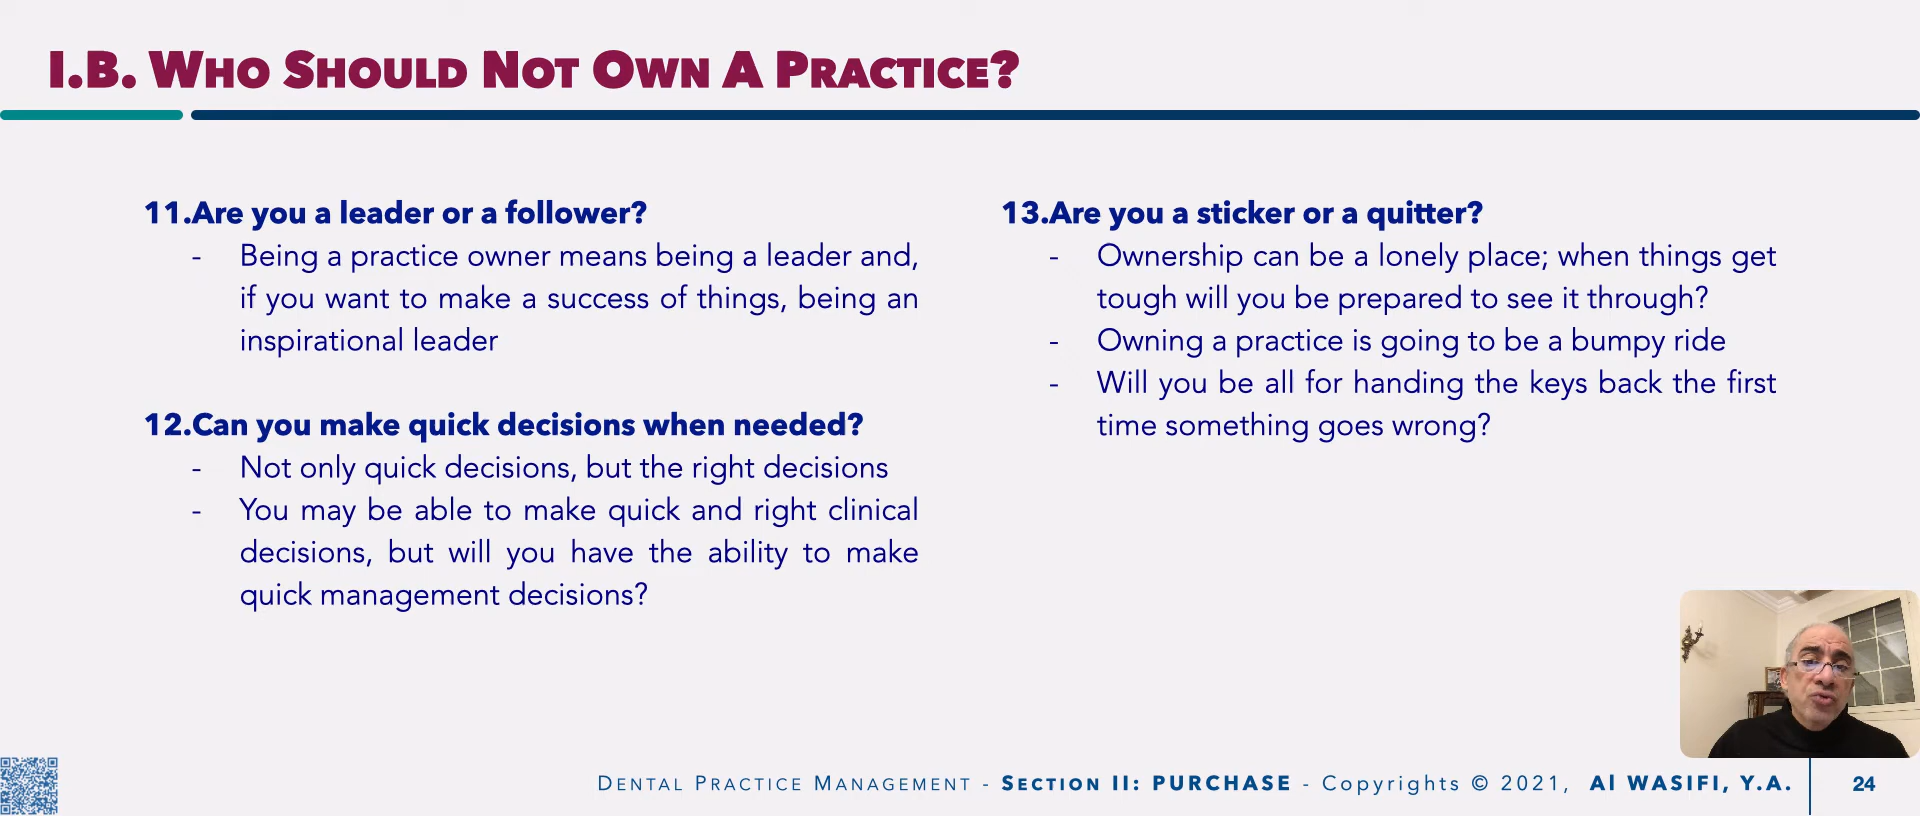 I.B. WHO SHOULD NOT OWN A PRACTICE?
11.Are you a leader or a follower?
- Being a practice owner means being a leader and,
if you want to make a success of things, being an
inspirational leader
12.Can you make quick decisions when needed?
- Not only quick decisions, but the right decisions
- You may be able to make quick and right clinical
decisions, but will you have the ability to make
quick management decisions?
13.Are you a sticker or a quitter?
- Ownership can be a lonely place; when things get
tough will you be prepared to see it through?
- Owning a practice is going to be a bumpy ride
- Will you be all for handing the keys back the first
time something goes wrong?
DENTAL PRACTICE MANAGEMENT - SECTION II: PURCHASE - Copyrights © 2021, Al WASIFI, Y.A. 24